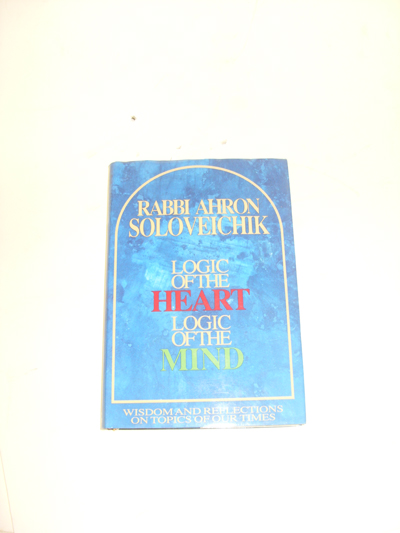 RABBI AHRON
SOLOVEICHIK
LOGIC
OF THE
HEART
LOGIC
OF THE
MIND
WISDOM AND REFLECTIONS
ON TOPICS OF OUR TIMES